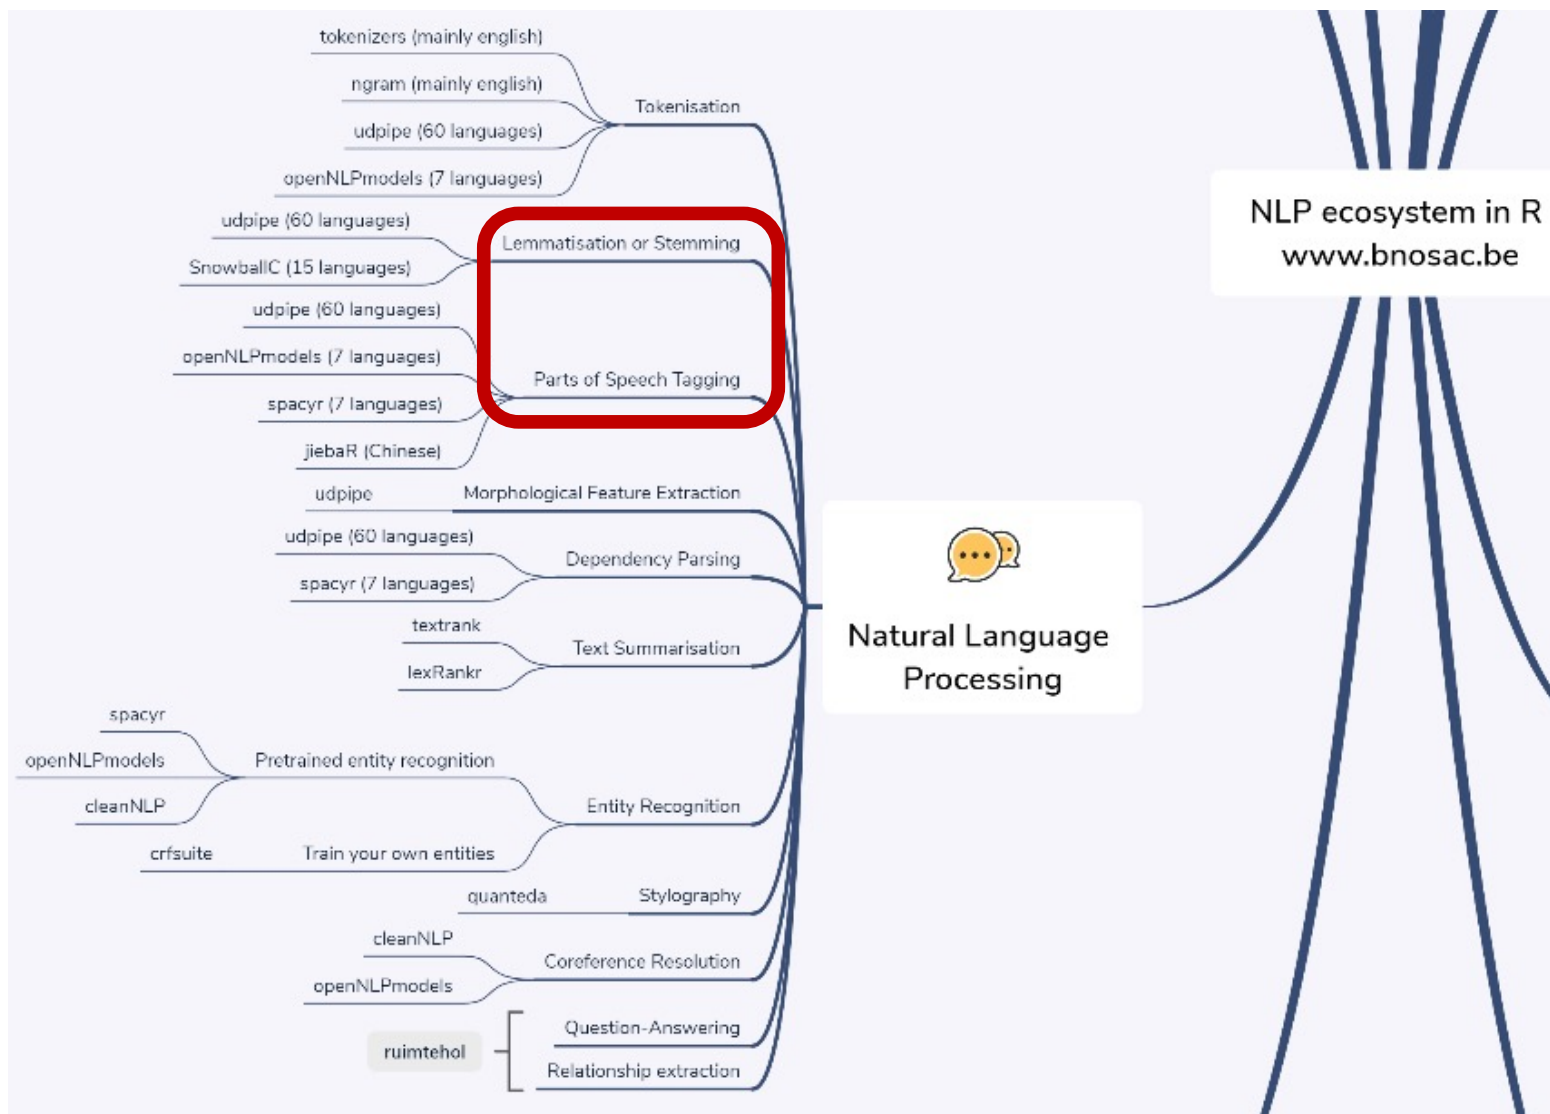 tokenizers (mainly english)
ngram (mainly english)
udpipe (60 languages)
openNLPmodels (7 languages)
Tokenisation
udpipe (60 languages)
SnowballC (15 languages)
Lemmatisation or Stemming
udpipe (60 languages)
openNLPmodels (7 languages)
spacyr (7 languages)
jiebaR (Chinese)
Parts of Speech Tagging
udpipe
Morphological Feature Extraction
udpipe (60 languages)
spacyr (7 languages)
Dependency Parsing
textrank
lexRankr
Text Summarisation
spacyr
openNLPmodels
cleanNLP
Pretrained entity recognition
crfsuite
Train your own entities
Entity Recognition
quanteda
Stylography
cleanNLP
openNLPmodels
Coreference Resolution
ruimtehol
Question-Answering
Relationship extraction
Natural Language
Processing
NLP ecosystem in R
www.bnosac.be